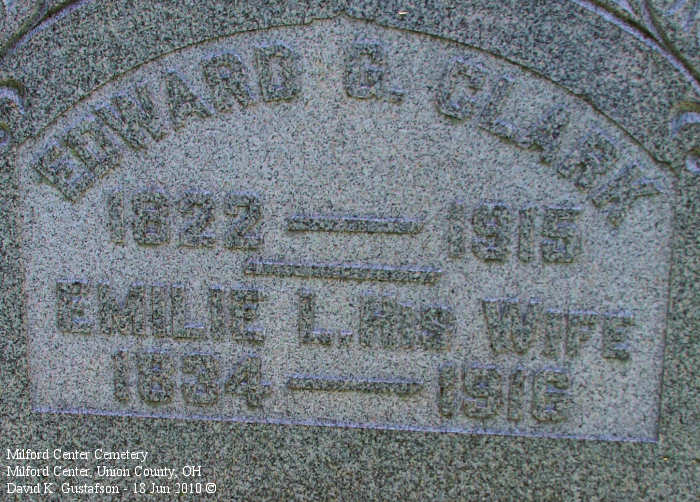 EDWARD G. CLARK
1822 — 1915
EMILIE L. HIS WIFE
1834 — 1916
Milford Center Cemetery
Milford Center, Union County, OH
David K. Gustafson - 18 Jun 2010 ©